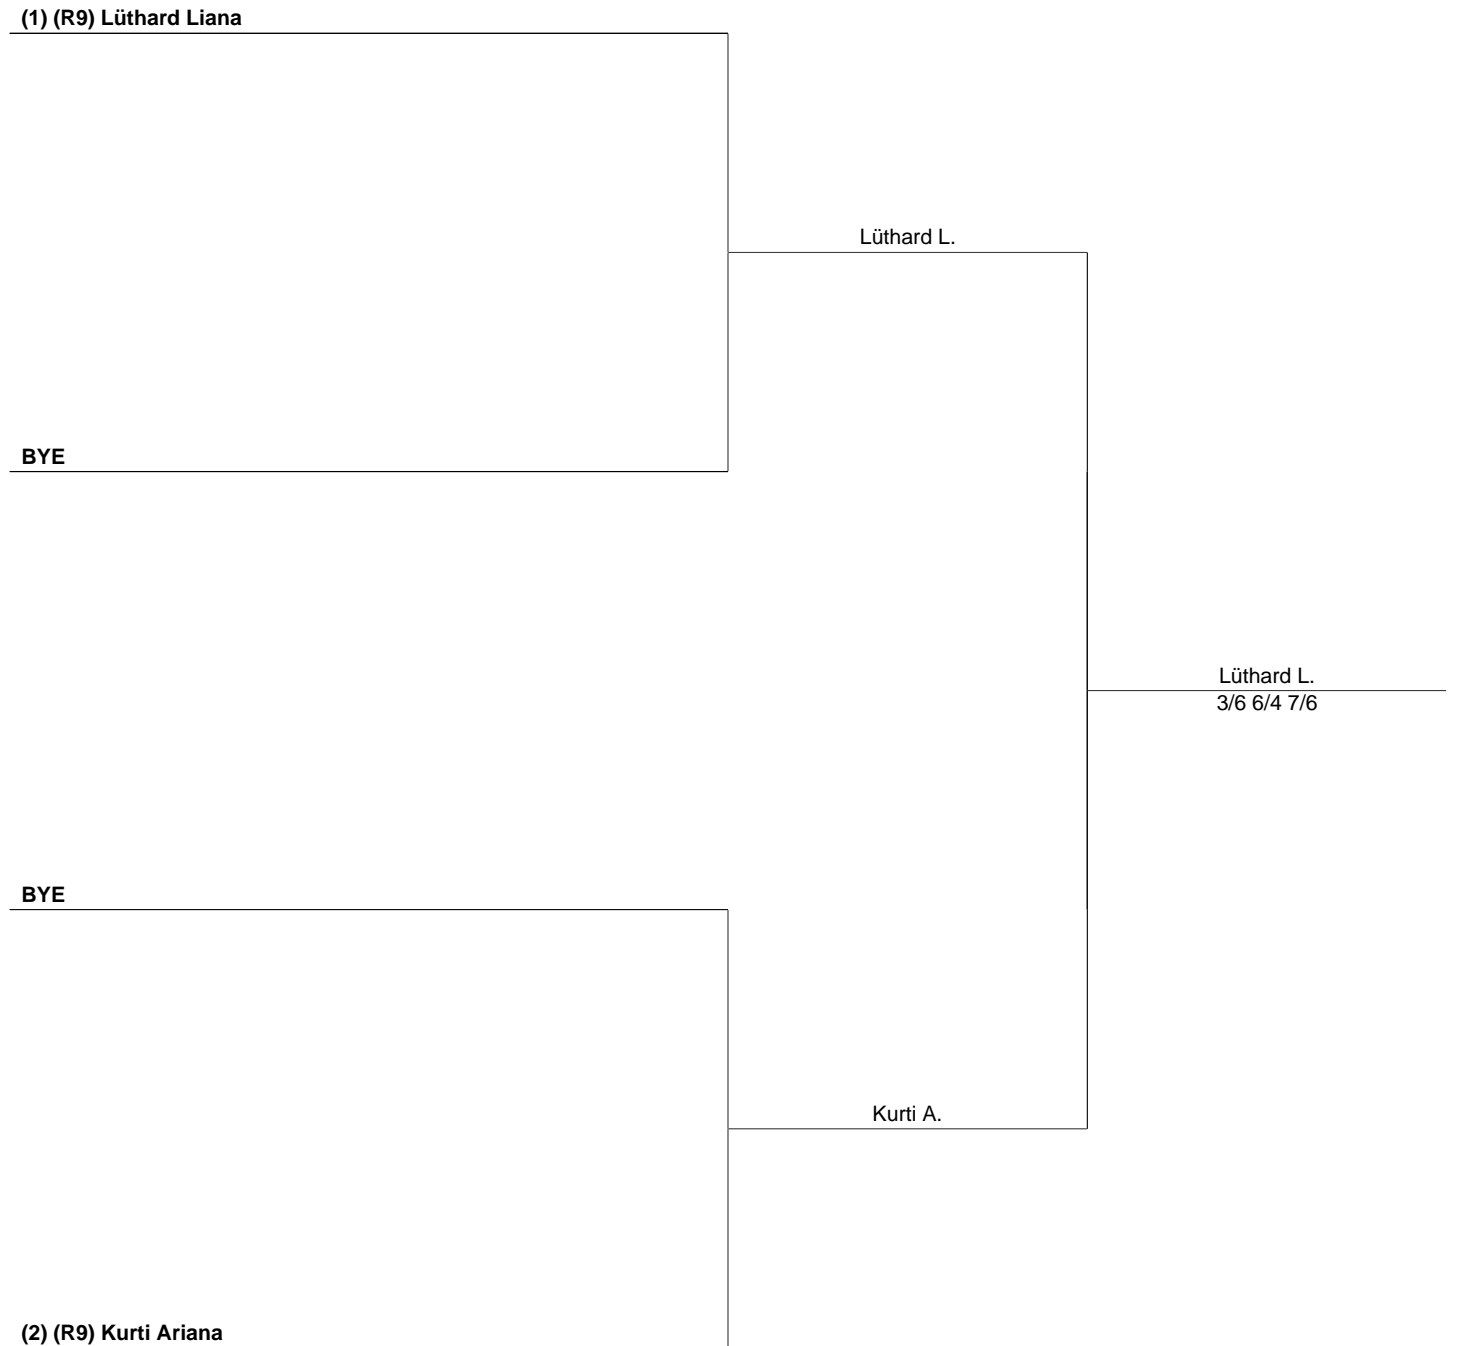 (1) (R9) Lüthard Liana
Lüthard L.
BYE
Lüthard L.
3/6 6/4 7/6
BYE
Kurti A.
(2) (R9) Kurti Ariana